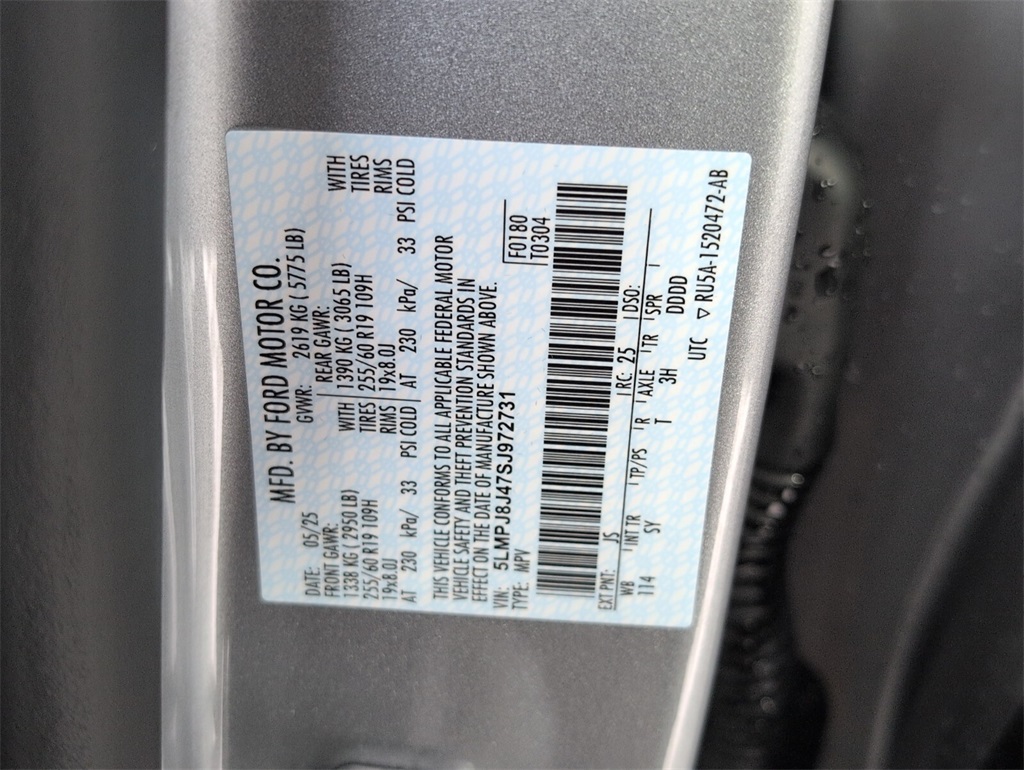 MFD. BY FORD MOTOR CO.
DATE: 05/25 GVWR: 2619 KG ( 5775 LB)
FRONT GAWR: REAR GAWR:
1338 KG ( 2950 LB) WITH 1390 KG ( 3065 LB) WITH
255/60 R19 109H TIRES 255/60 R19 109H TIRES
19x8.0J RIMS 19x8.0J RIMS
AT 230 kPa/ 33 PSI COLD AT 230 kPa/ 33 PSI COLD
THIS VEHICLE CONFORMS TO ALL APPLICABLE FEDERAL MOTOR
VEHICLE SAFETY AND THEFT PREVENTION STANDARDS IN
EFFECT ON THE DATE OF MANUFACTURE SHOWN ABOVE.
VIN: 5LMPJ8J47SJ972731
TYPE: MPV
F0180
T0304
EXT PNT: JS RC: 25 DSO:
WB INT TR TP/PS R AXLE TR SPR
114 SY T 3H DDDD
UTC ▽ RU5A-1520472-AB